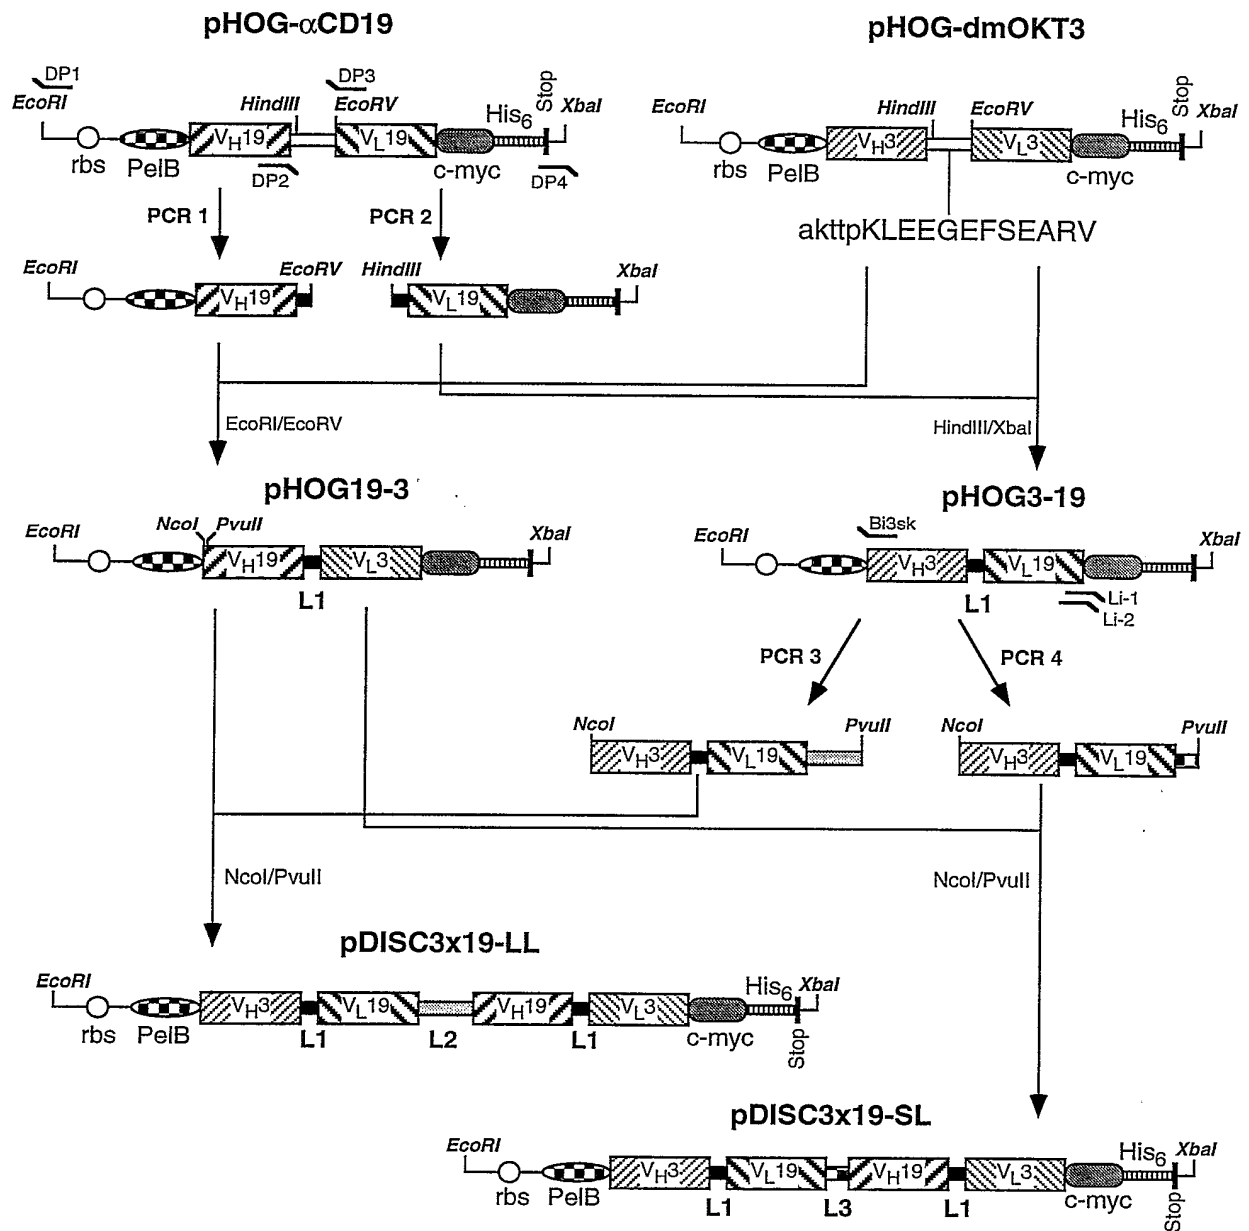 pHOG-αCD19
pHOG-dmOKT3
DP1
DP3
Stop
Stop
EcoRI
HindIII
EcoRV
His6
XbaI
EcoRI
HindIII
EcoRV
His6
XbaI
VH19
VL19
VH3
VL3
rbs
PelB
DP2
c-myc
DP4
rbs
PelB
c-myc
PCR 1
PCR 2
akttpKLEEGEFSEARV
EcoRI
EcoRV
HindIII
XbaI
VH19
VL19
EcoRI/EcoRV
HindIII/XbaI
pHOG19-3
pHOG3-19
EcoRI
NcoI
PvuII
XbaI
EcoRI
Bi3sk
XbaI
VH19
VL3
VH3
VL19
L1
L1
Li-1
Li-2
PCR 3
PCR 4
NcoI
PvuII
NcoI
PvuII
VH3
VL19
VH3
VL19
NcoI/PvuII
NcoI/PvuII
pDISC3x19-LL
EcoRI
His6
XbaI
VH3
VL19
VH19
VL3
rbs
PelB
L1
L2
L1
c-myc
Stop
pDISC3x19-SL
EcoRI
His6
XbaI
VH3
VL19
VH19
VL3
rbs
PelB
L1
L3
L1
c-myc
Stop